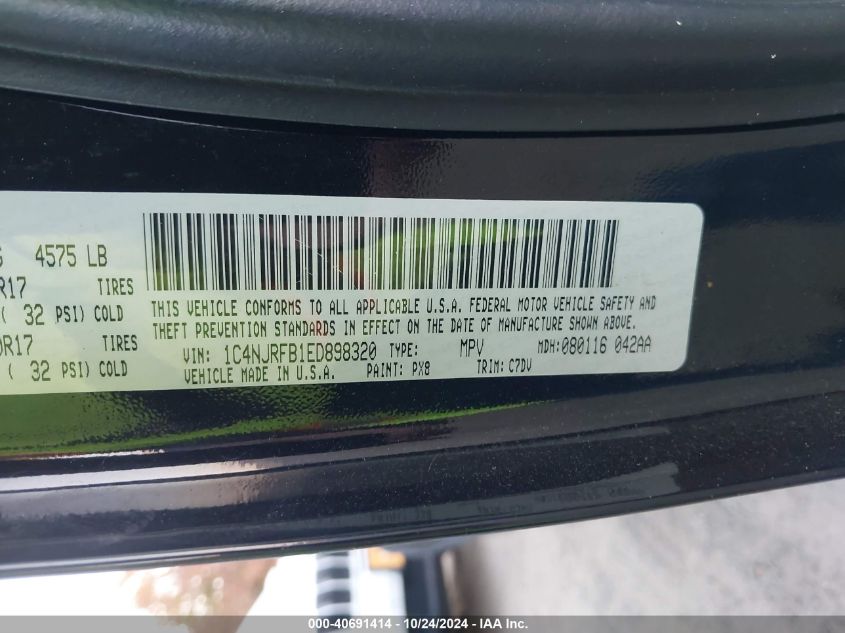 4575 LB
R17 TIRES
( 32 PSI) COLD
R17 TIRES
( 32 PSI) COLD
THIS VEHICLE CONFORMS TO ALL APPLICABLE U.S.A. FEDERAL MOTOR VEHICLE SAFETY AND
THEFT PREVENTION STANDARDS IN EFFECT ON THE DATE OF MANUFACTURE SHOWN ABOVE.
VIN: 1C4NJRFB1ED898320 TYPE: MPV MDH:080116 042AA
VEHICLE MADE IN U.S.A. PAINT: PX8 TRIM: C7DV
000-40691414 - 10/24/2024 - IAA Inc.